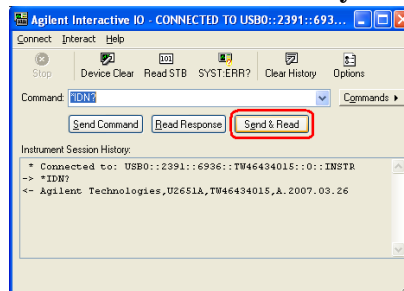 Agilent Interactive IO - CONNECTED TO USB0::2391::693...
Connect Interact Help
Stop Device Clear Read STB SYST:ERR? Clear History Options
Command: *IDN? Commands
Send Command Read Response Send & Read
Instrument Session History:
* Connected to: USB0::2391::6936::TW46434015::0::INSTR
-> *IDN?
<- Agilent Technologies,U2651A,TW46434015,A.2007.03.26